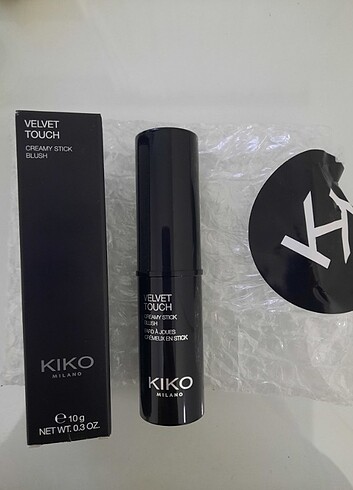 VELVET
TOUCH
CREAMY STICK
BLUSH
KIKO
MILANO
℮ 10 g
NET WT. 0.3 OZ.
VELVET
TOUCH
CREAMY STICK
BLUSH
FARD À JOUES
CRÉMEUX EN STICK
KIKO
MILANO